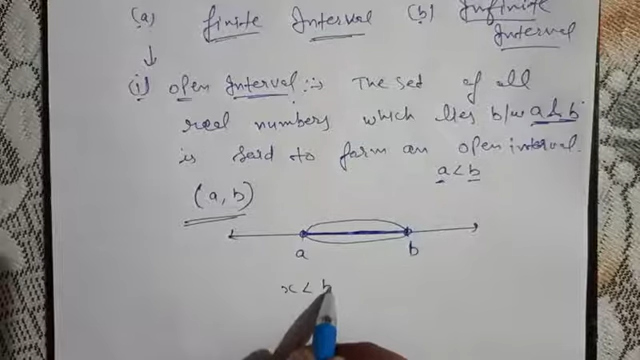 (a) finite Interval (b) Infinite
Interval
(i) open Interval :→ The set of all
real numbers which lies b/w a & b
is said to form an open interval.
a < b
(a, b)
a b
x < b